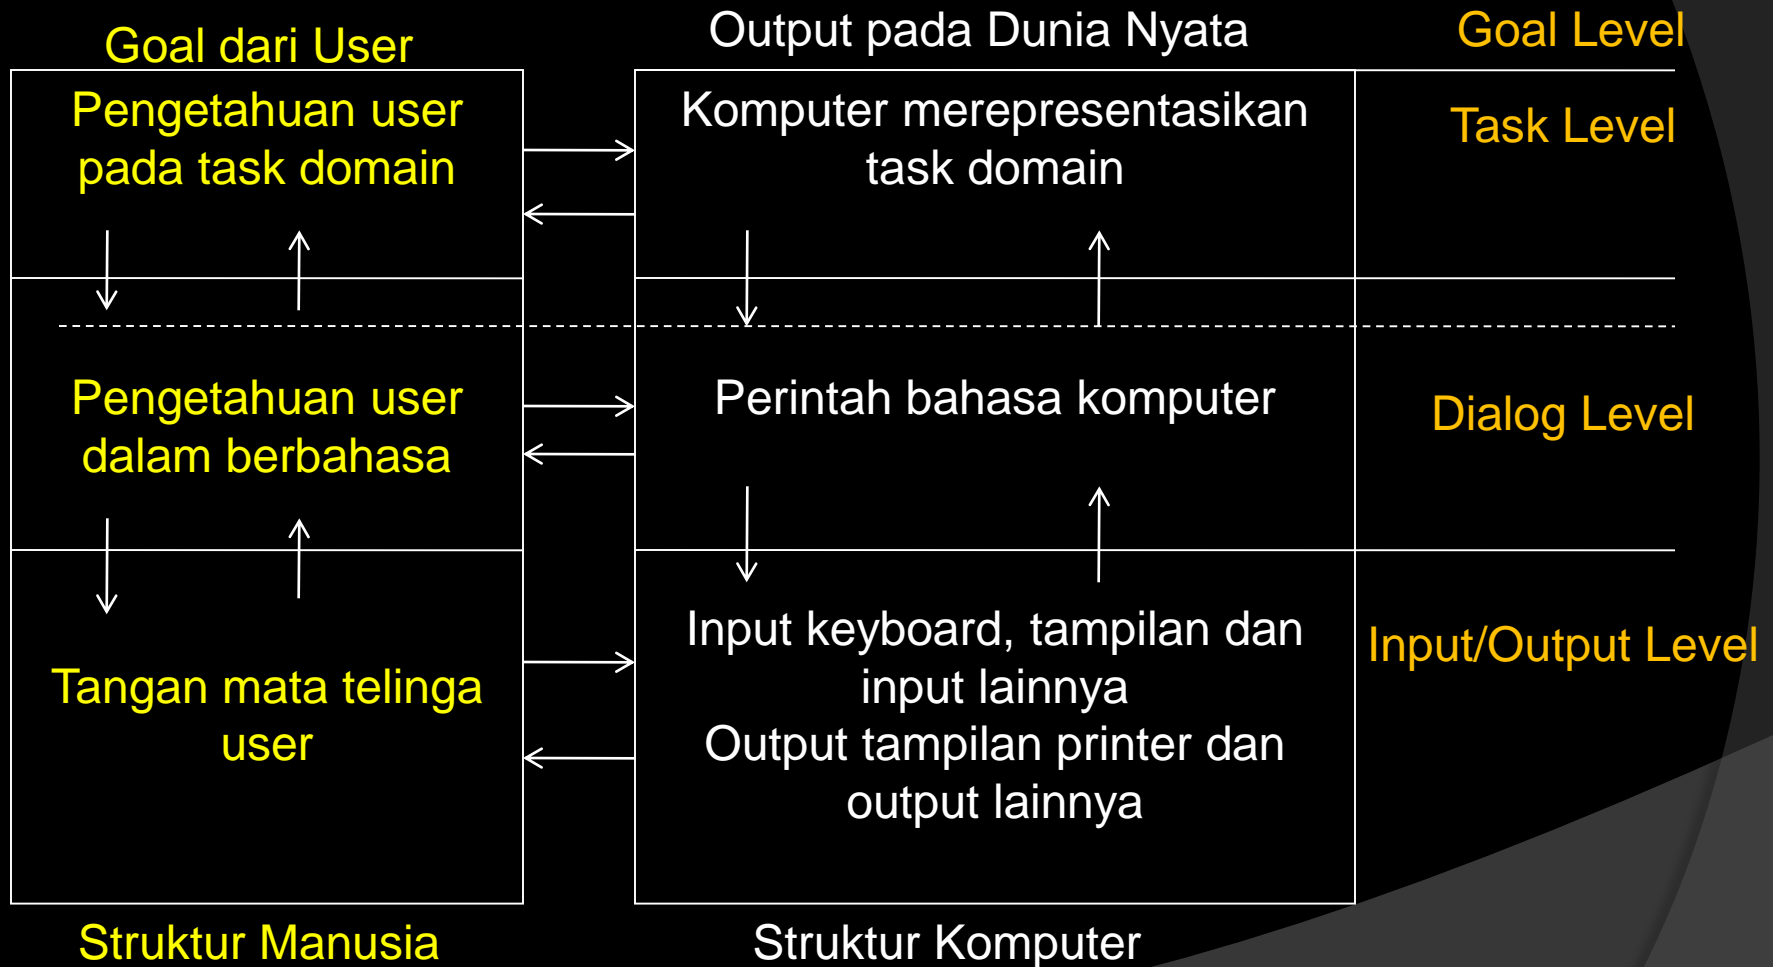 Goal dari User
Output pada Dunia Nyata
Goal Level
Pengetahuan user
pada task domain
Komputer merepresentasikan
task domain
Task Level
Pengetahuan user
dalam berbahasa
Perintah bahasa komputer
Dialog Level
Tangan mata telinga
user
Input keyboard, tampilan dan
input lainnya
Output tampilan printer dan
output lainnya
Input/Output Level
Struktur Manusia
Struktur Komputer